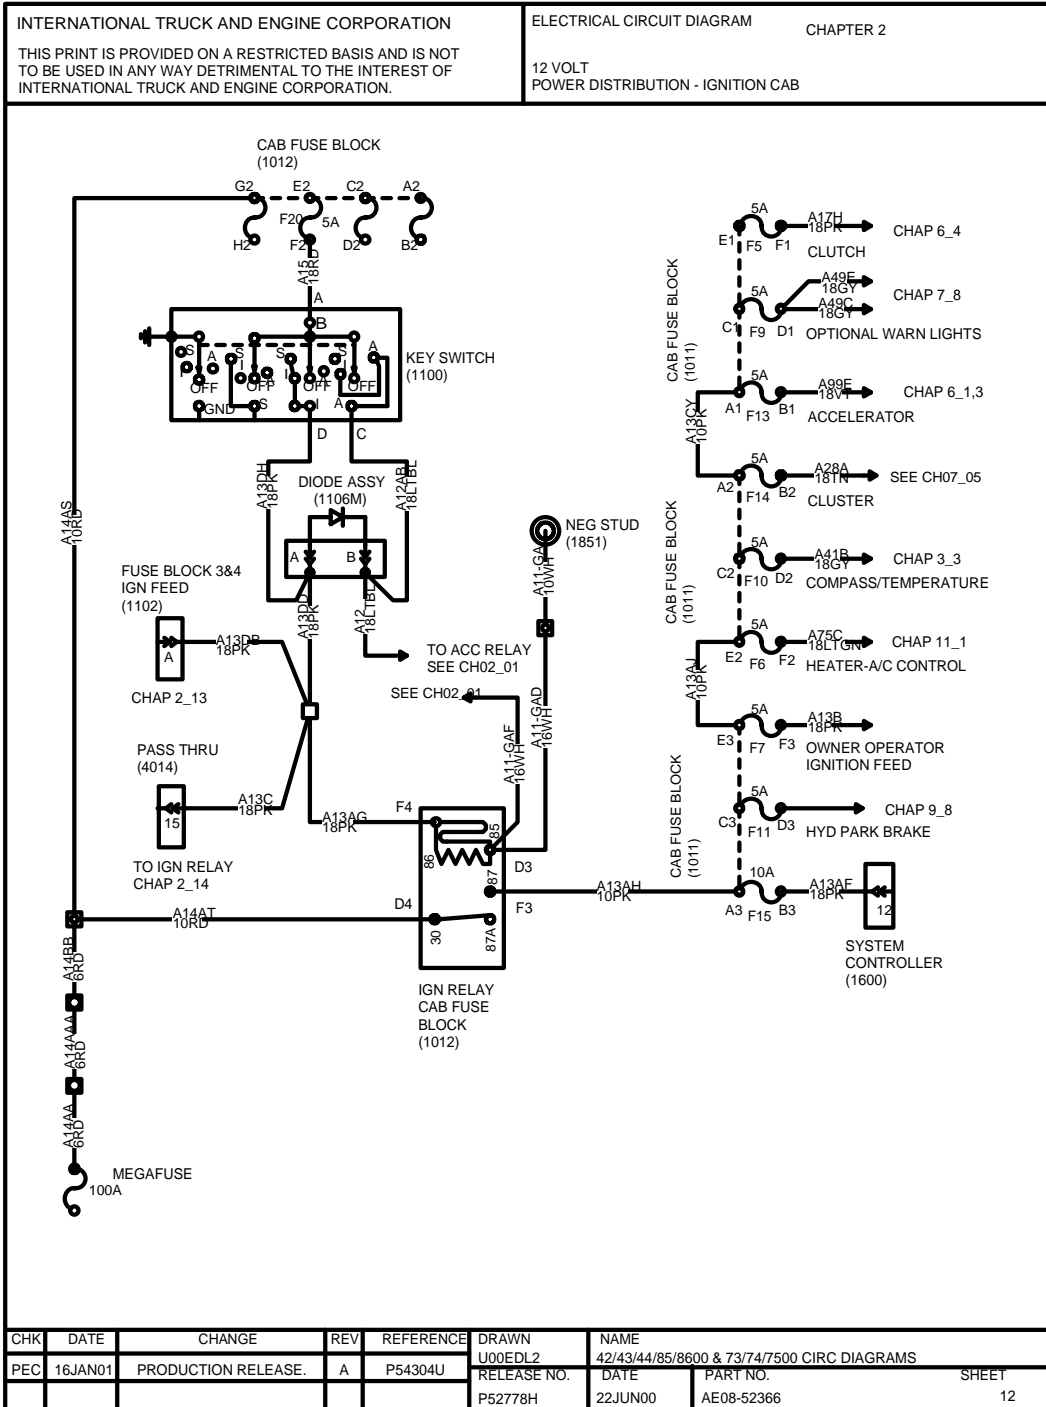 INTERNATIONAL TRUCK AND ENGINE CORPORATION
THIS PRINT IS PROVIDED ON A RESTRICTED BASIS AND IS NOT
TO BE USED IN ANY WAY DETRIMENTAL TO THE INTEREST OF
INTERNATIONAL TRUCK AND ENGINE CORPORATION.
ELECTRICAL CIRCUIT DIAGRAM
CHAPTER 2
12 VOLT
POWER DISTRIBUTION - IGNITION CAB
CAB FUSE BLOCK
(1012)
G2
E2
C2
A2
F20
5A
H2
F2
D2
B2
A15
18RD
A
B
S
A
S
S
S
A
I
I
A
I
A
I
OFF
OFF
OFF
OFF
GND
S
I
A
KEY SWITCH
(1100)
D
C
A13DH
18PK
A12AB
18LTBL
DIODE ASSY
(1106M)
A
B
A14AS
10RD
NEG STUD
(1851)
A11-GA
10WH
FUSE BLOCK 3&4
IGN FEED
(1102)
A
A13DB
18PK
CHAP 2_13
A13DD
18PK
A12
18LTBL
TO ACC RELAY
SEE CH02_01
SEE CH02_01
PASS THRU
(4014)
15
A13C
18PK
TO IGN RELAY
CHAP 2_14
A11-GAF
16WH
A11-GAD
16WH
A13AG
18PK
F4
85
86
D3
87
F3
D4
30
87A
A14AT
10RD
A13AH
10PK
IGN RELAY
CAB FUSE
BLOCK
(1012)
A14BB
6RD
A14AAA
6RD
A14AA
6RD
MEGAFUSE
100A
CAB FUSE BLOCK
(1011)
5A
E1
F5
F1
A17H
18PK
CHAP 6_4
CLUTCH
5A
C1
F9
D1
A49E
18GY
A49C
18GY
CHAP 7_8
OPTIONAL WARN LIGHTS
5A
A1
F13
B1
A99E
18VT
CHAP 6_1,3
ACCELERATOR
A13CY
10PK
5A
A2
F14
B2
A28A
18TN
SEE CH07_05
CLUSTER
CAB FUSE BLOCK
(1011)
5A
C2
F10
D2
A41B
18GY
CHAP 3_3
COMPASS/TEMPERATURE
5A
E2
F6
F2
A75C
18LTGN
CHAP 11_1
HEATER-A/C CONTROL
A13AJ
10PK
5A
E3
F7
F3
A13B
18PK
OWNER OPERATOR
IGNITION FEED
CAB FUSE BLOCK
(1011)
5A
C3
F11
D3
CHAP 9_8
HYD PARK BRAKE
10A
A3
F15
B3
A13AF
18PK
12
SYSTEM
CONTROLLER
(1600)
CHK DATE CHANGE REV REFERENCE DRAWN NAME
U00EDL2 42/43/44/85/8600 & 73/74/7500 CIRC DIAGRAMS
PEC 16JAN01 PRODUCTION RELEASE. A P54304U
RELEASE NO. DATE PART NO. SHEET
P52778H 22JUN00 AE08-52366 12